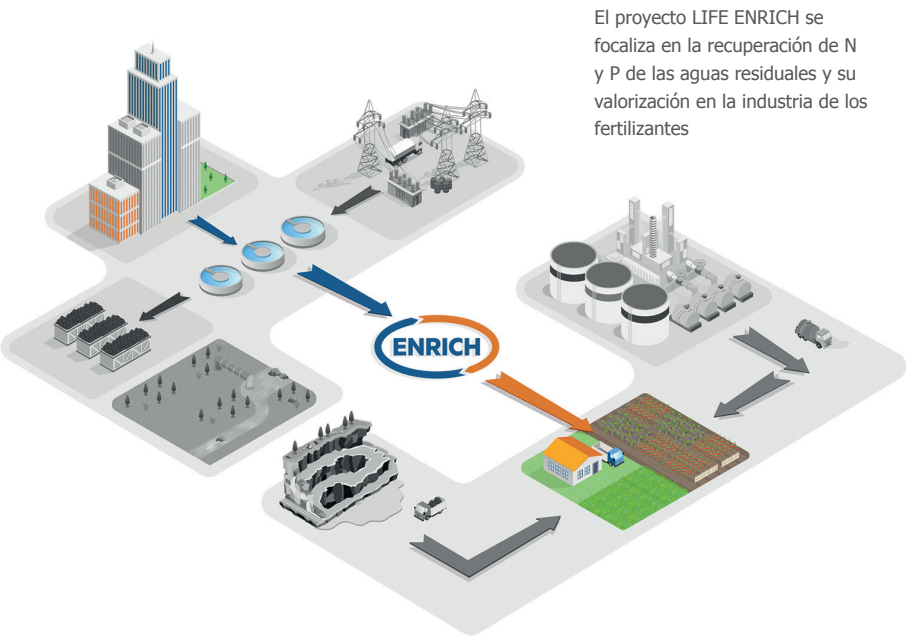 El proyecto LIFE ENRICH se
focaliza en la recuperación de N
y P de las aguas residuales y su
valorización en la industria de los
fertilizantes
ENRICH